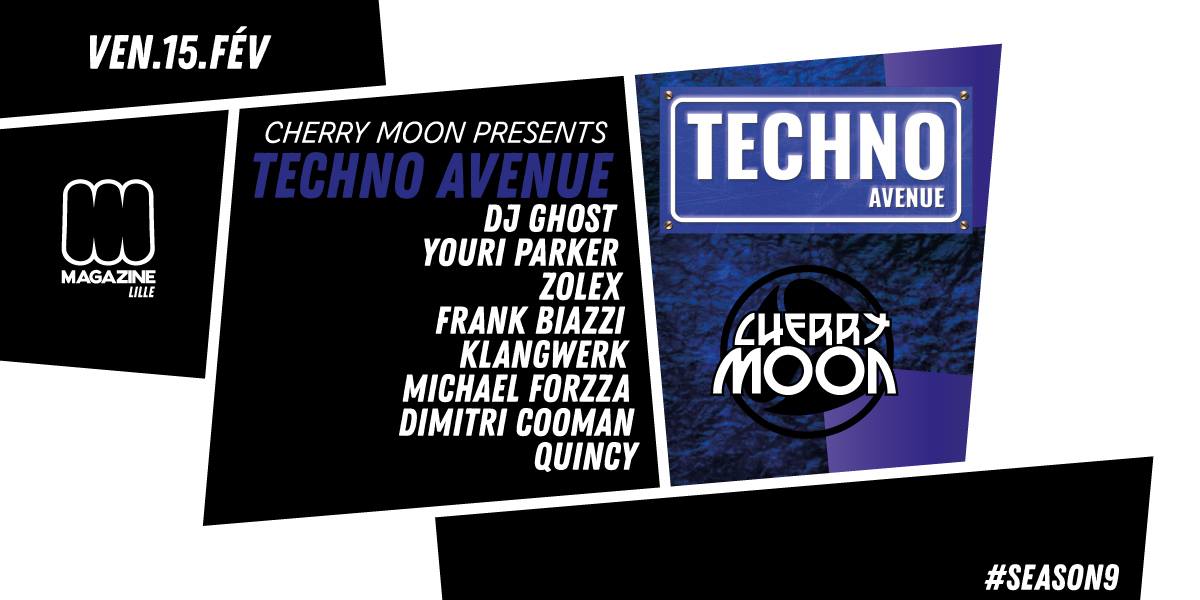 VEN.15.FÉV
MAGAZINE
LILLE
CHERRY MOON PRESENTS
TECHNO AVENUE
DJ GHOST
YOURI PARKER
ZOLEX
FRANK BIAZZI
KLANGWERK
MICHAEL FORZZA
DIMITRI COOMAN
QUINCY
TECHNO
AVENUE
CHERRY
MOON
#SEASON9